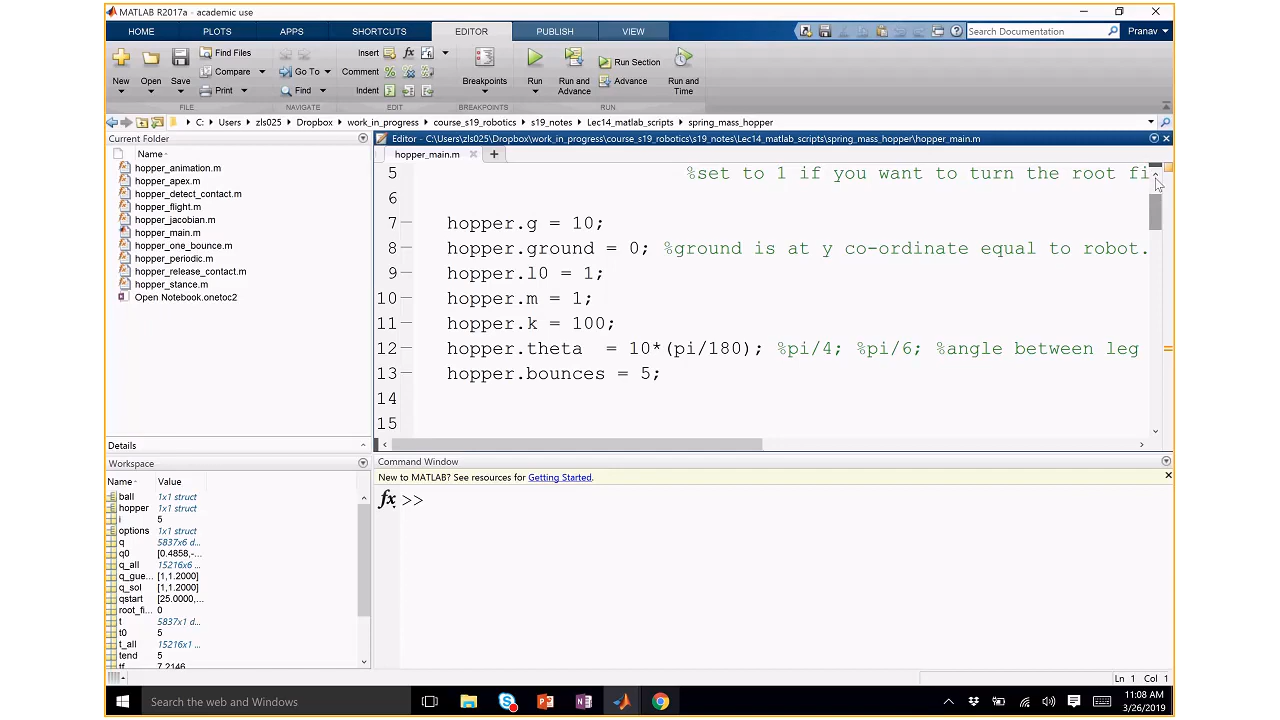 MATLAB R2017a - academic use
HOME PLOTS APPS SHORTCUTS EDITOR PUBLISH VIEW Search Documentation Pranav
New Open Save Find Files Compare Print Go To Find Insert fx Comment Indent Breakpoints Run Run and Advance Run Section Advance Run and Time
FILE NAVIGATE EDIT BREAKPOINTS RUN
C: Users zls025 Dropbox work_in_progress course_s19_robotics s19_notes Lec14_matlab_scripts spring_mass_hopper
Current Folder
Name
hopper_animation.m
hopper_apex.m
hopper_detect_contact.m
hopper_flight.m
hopper_jacobian.m
hopper_main.m
hopper_one_bounce.m
hopper_periodic.m
hopper_release_contact.m
hopper_stance.m
Open Notebook.onetoc2
Details
Workspace
Name Value
ball 1x1 struct
hopper 1x1 struct
i 5
options 1x1 struct
q 5837x6 d...
q0 [0.4858,-...
q_all 15216x6 ...
q_gue... [1,1.2000]
q_sol [1,1.2000]
qstart [25.0000,...
root_fi... 0
t 5837x1 d...
t0 5
t_all 15216x1 ...
tend 5
tf 7.2146
Editor - C:\Users\zls025\Dropbox\work_in_progress\course_s19_robotics\s19_notes\Lec14_matlab_scripts\spring_mass_hopper\hopper_main.m
hopper_main.m
5 %set to 1 if you want to turn the root fi
6
7 hopper.g = 10;
8 hopper.ground = 0; %ground is at y co-ordinate equal to robot.
9 hopper.l0 = 1;
10 hopper.m = 1;
11 hopper.k = 100;
12 hopper.theta = 10*(pi/180); %pi/4; %pi/6; %angle between leg
13 hopper.bounces = 5;
14
15
Command Window
New to MATLAB? See resources for Getting Started.
fx >>
Ln 1 Col 1
Search the web and Windows
11:08 AM
3/26/2019